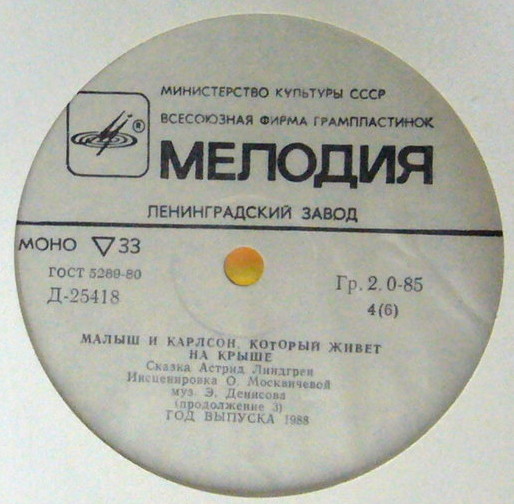 МИНИСТЕРСТВО КУЛЬТУРЫ СССР
ВСЕСОЮЗНАЯ ФИРМА ГРАМПЛАСТИНОК
®
МЕЛОДИЯ
ЛЕНИНГРАДСКИЙ ЗАВОД
МОНО ▽ 33
ГОСТ 5289-80
Д-25418
Гр. 2. 0-85
4(6)
МАЛЫШ И КАРЛСОН, КОТОРЫЙ ЖИВЕТ
НА КРЫШЕ
Сказка Астрид Линдгрен
Инсценировка О. Москвичевой
муз. Э. Денисова
(продолжение 3)
ГОД ВЫПУСКА 1988